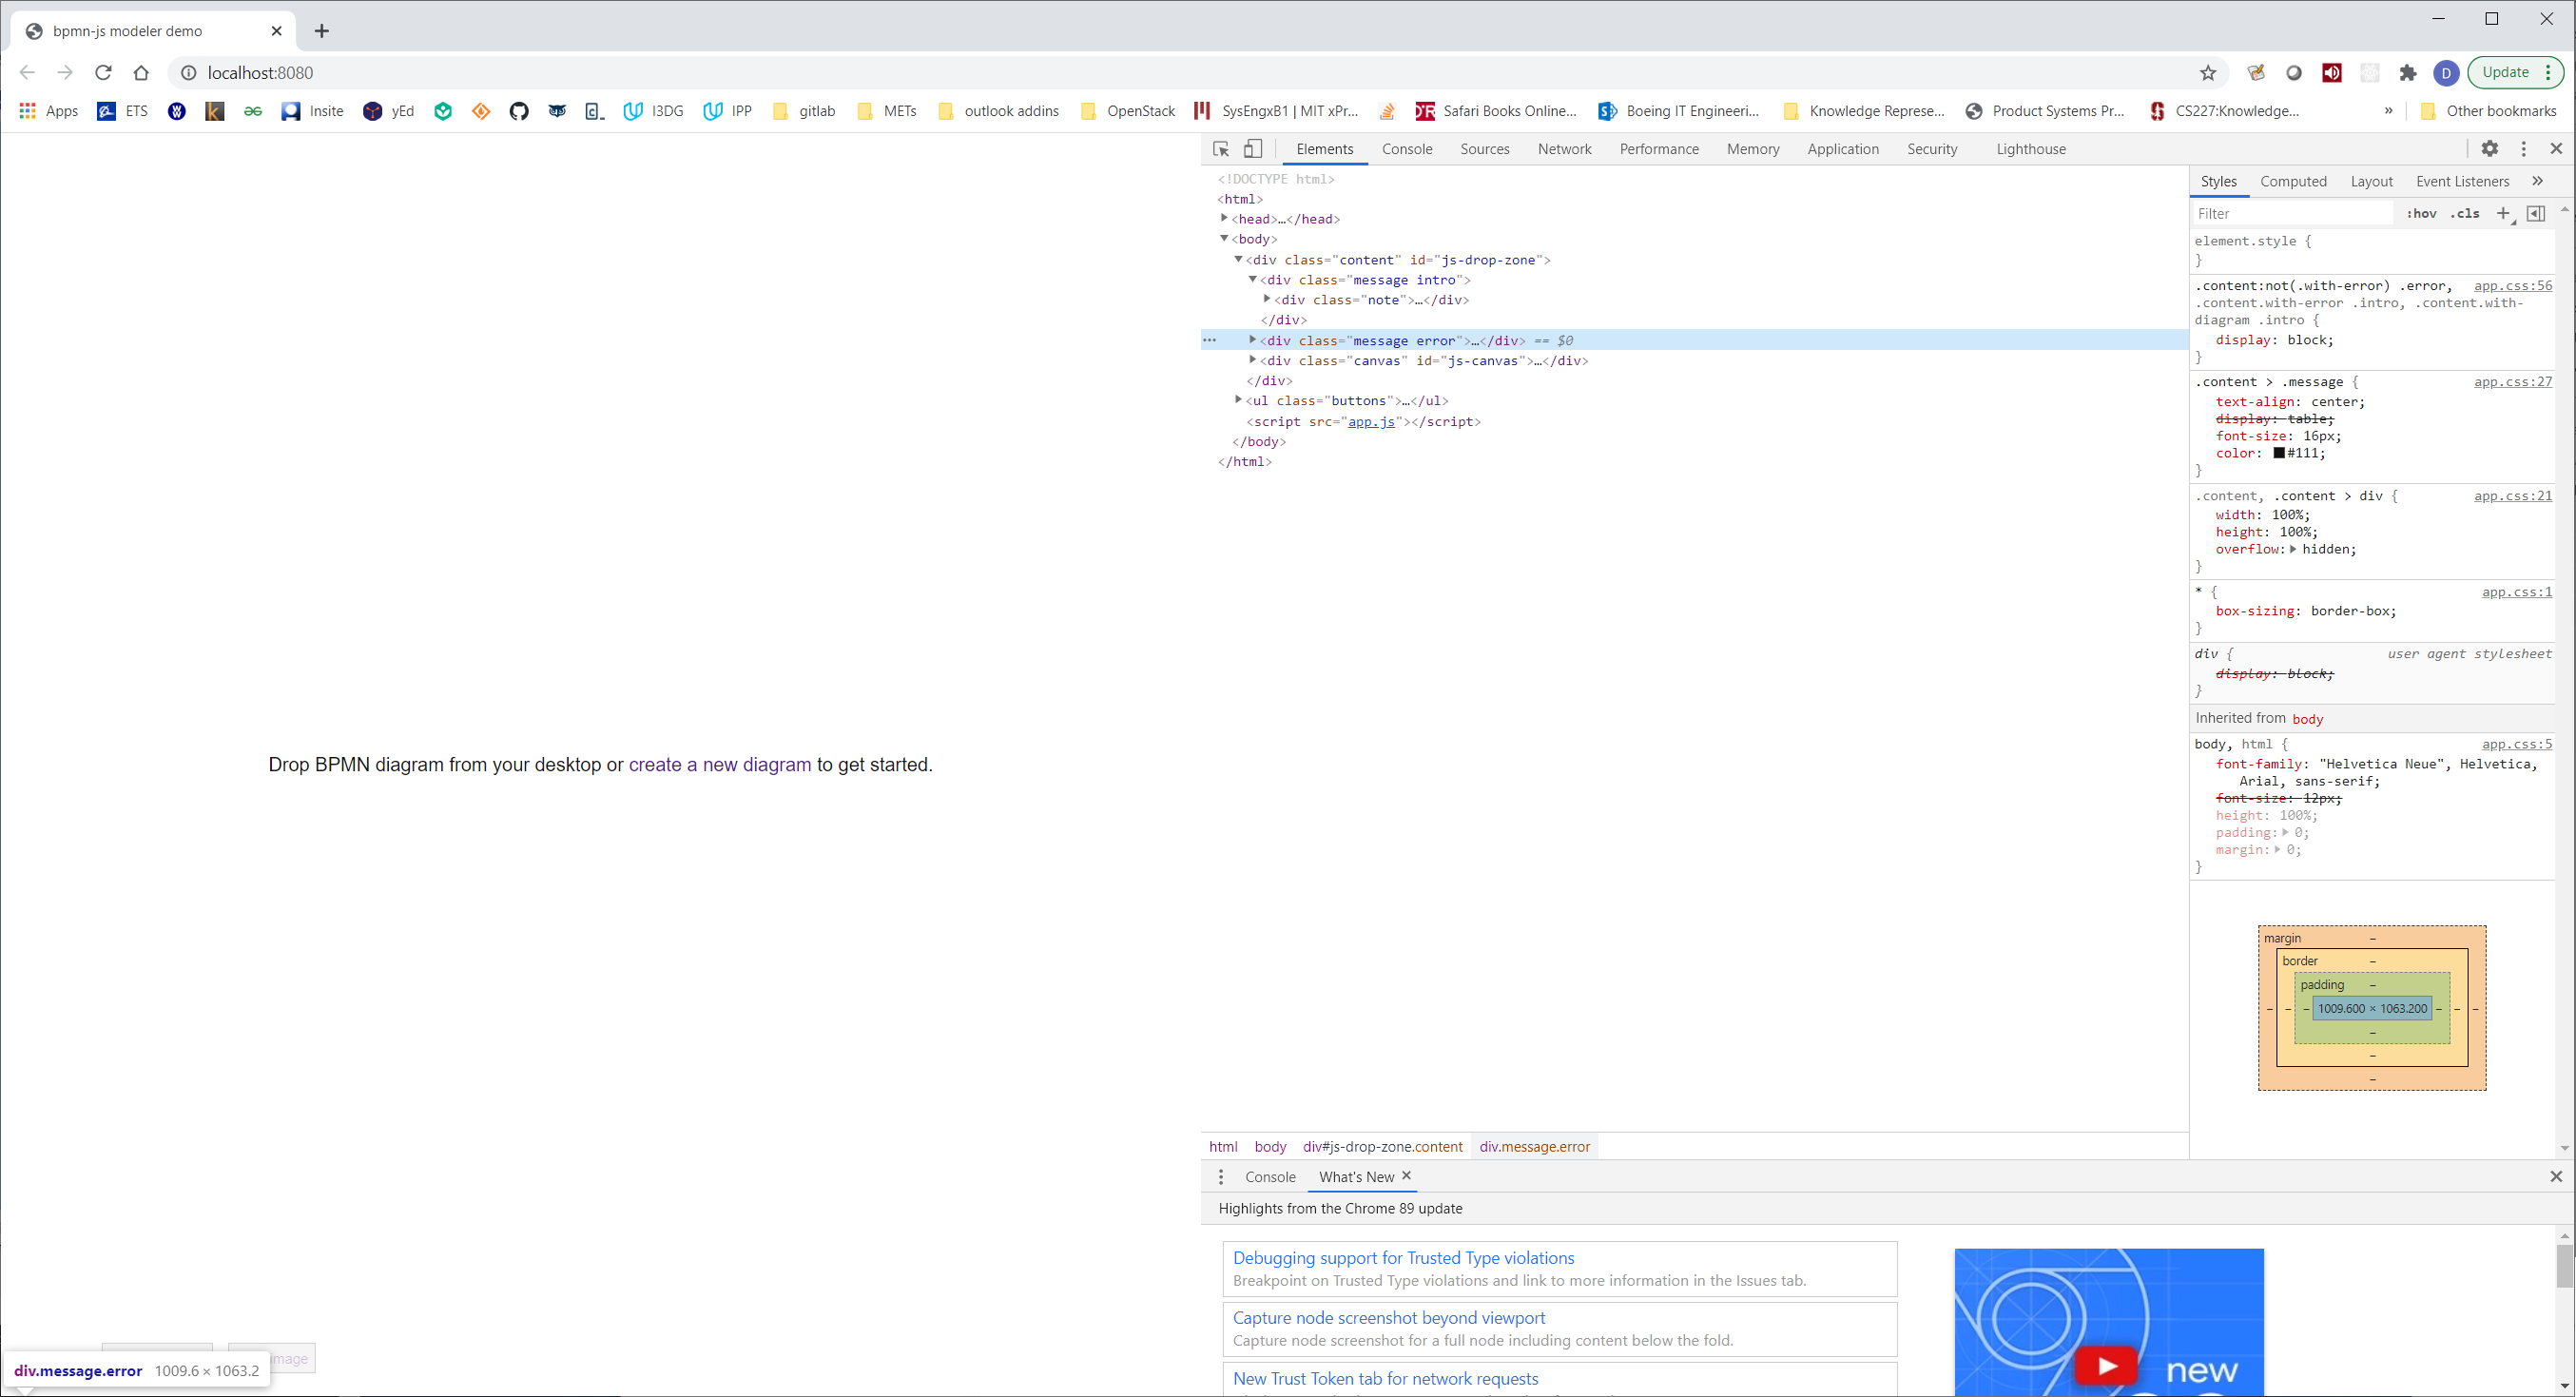 bpmn-js modeler demo
localhost:8080
D
Update
Apps
ETS
Insite
yEd
I3DG
IPP
gitlab
METs
outlook addins
OpenStack
SysEngxB1 | MIT xPr...
Safari Books Online...
Boeing IT Engineeri...
Knowledge Represe...
Product Systems Pr...
CS227:Knowledge...
»
Other bookmarks
Drop BPMN diagram from your desktop or create a new diagram to get started.
image
div.message.error 1009.6 × 1063.2
Elements Console Sources Network Performance Memory Application Security Lighthouse
<!DOCTYPE html>
<html>
<head>…</head>
<body>
<div class="content" id="js-drop-zone">
<div class="message intro">
<div class="note">…</div>
</div>
<div class="message error">…</div> == $0
<div class="canvas" id="js-canvas">…</div>
</div>
<ul class="buttons">…</ul>
<script src="app.js"></script>
</body>
</html>
html body div#js-drop-zone.content div.message.error
Styles Computed Layout Event Listeners »
Filter :hov .cls +
element.style {
}
.content:not(.with-error) .error, app.css:56
.content.with-error .intro, .content.with-
diagram .intro {
display: block;
}
.content > .message { app.css:27
text-align: center;
display: table;
font-size: 16px;
color: #111;
}
.content, .content > div { app.css:21
width: 100%;
height: 100%;
overflow: hidden;
}
* { app.css:1
box-sizing: border-box;
}
div { user agent stylesheet
display: block;
}
Inherited from body
body, html { app.css:5
font-family: "Helvetica Neue", Helvetica,
Arial, sans-serif;
font-size: 12px;
height: 100%;
padding: 0;
margin: 0;
}
margin –
border –
padding –
– – – 1009.600 × 1063.200 – – –
–
–
–
Console What's New
Highlights from the Chrome 89 update
Debugging support for Trusted Type violations
Breakpoint on Trusted Type violations and link to more information in the Issues tab.
Capture node screenshot beyond viewport
Capture node screenshot for a full node including content below the fold.
New Trust Token tab for network requests
new